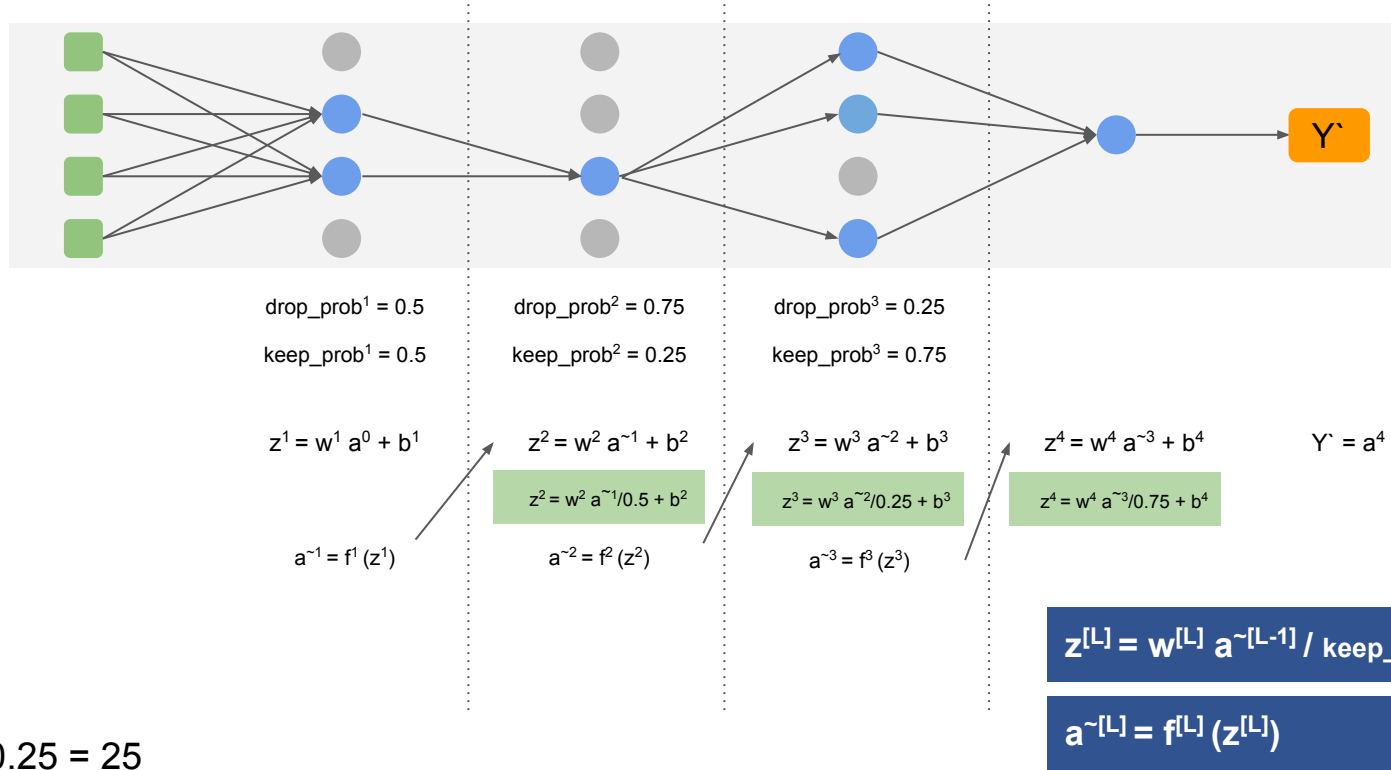 Y`
drop_prob¹ = 0.5
drop_prob² = 0.75
drop_prob³ = 0.25
keep_prob¹ = 0.5
keep_prob² = 0.25
keep_prob³ = 0.75
z¹ = w¹ a⁰ + b¹
z² = w² a~¹ + b²
z³ = w³ a~² + b³
z⁴ = w⁴ a~³ + b⁴
Y` = a⁴
z² = w² a~¹/0.5 + b²
z³ = w³ a~²/0.25 + b³
z⁴ = w⁴ a~³/0.75 + b⁴
a~¹ = f¹ (z¹)
a~² = f² (z²)
a~³ = f³ (z³)
z[L] = w[L] a~[L-1] / keep_
a~[L] = f[L] (z[L])
0.25 = 25